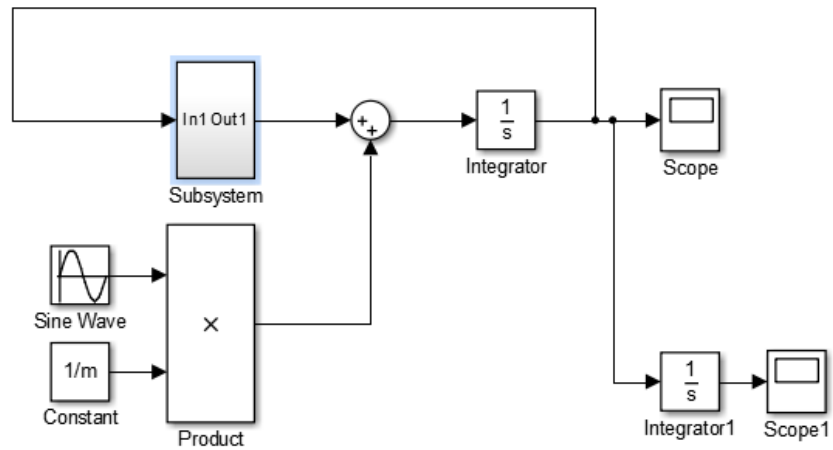 In1 Out1
Subsystem
+
+
1
s
Integrator
Scope
Sine Wave
1/m
Constant
×
Product
1
s
Integrator1
Scope1